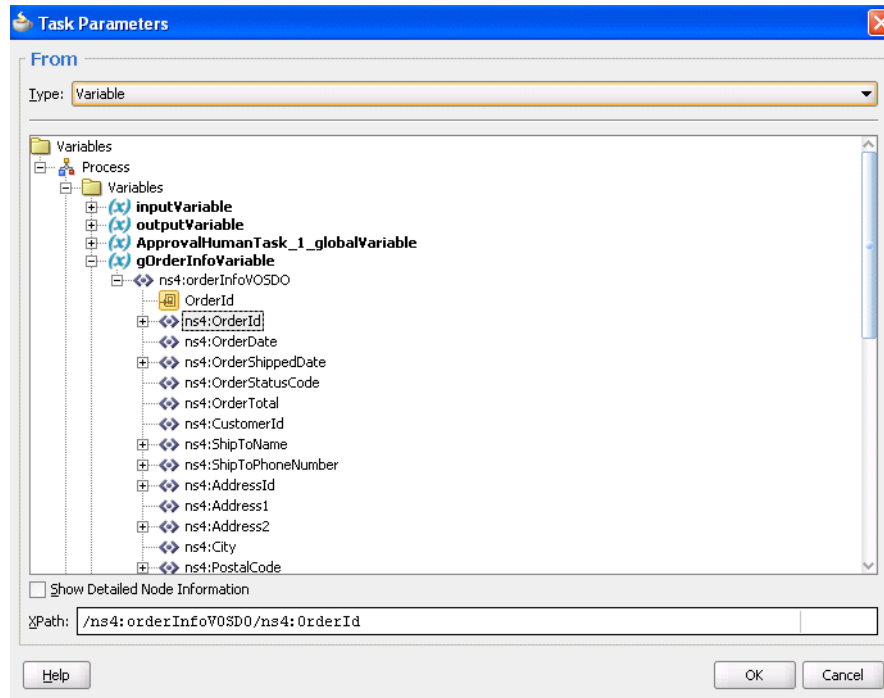 Task Parameters
From
Type: Variable
Variables
Process
Variables
(x) inputVariable
(x) outputVariable
(x) ApprovalHumanTask_1_globalVariable
(x) gOrderInfoVariable
ns4:orderInfoVOSDO
OrderId
ns4:OrderId
ns4:OrderDate
ns4:OrderShippedDate
ns4:OrderStatusCode
ns4:OrderTotal
ns4:CustomerId
ns4:ShipToName
ns4:ShipToPhoneNumber
ns4:AddressId
ns4:Address1
ns4:Address2
ns4:City
ns4:PostalCode
Show Detailed Node Information
XPath: /ns4:orderInfoVOSDO/ns4:OrderId
Help OK Cancel